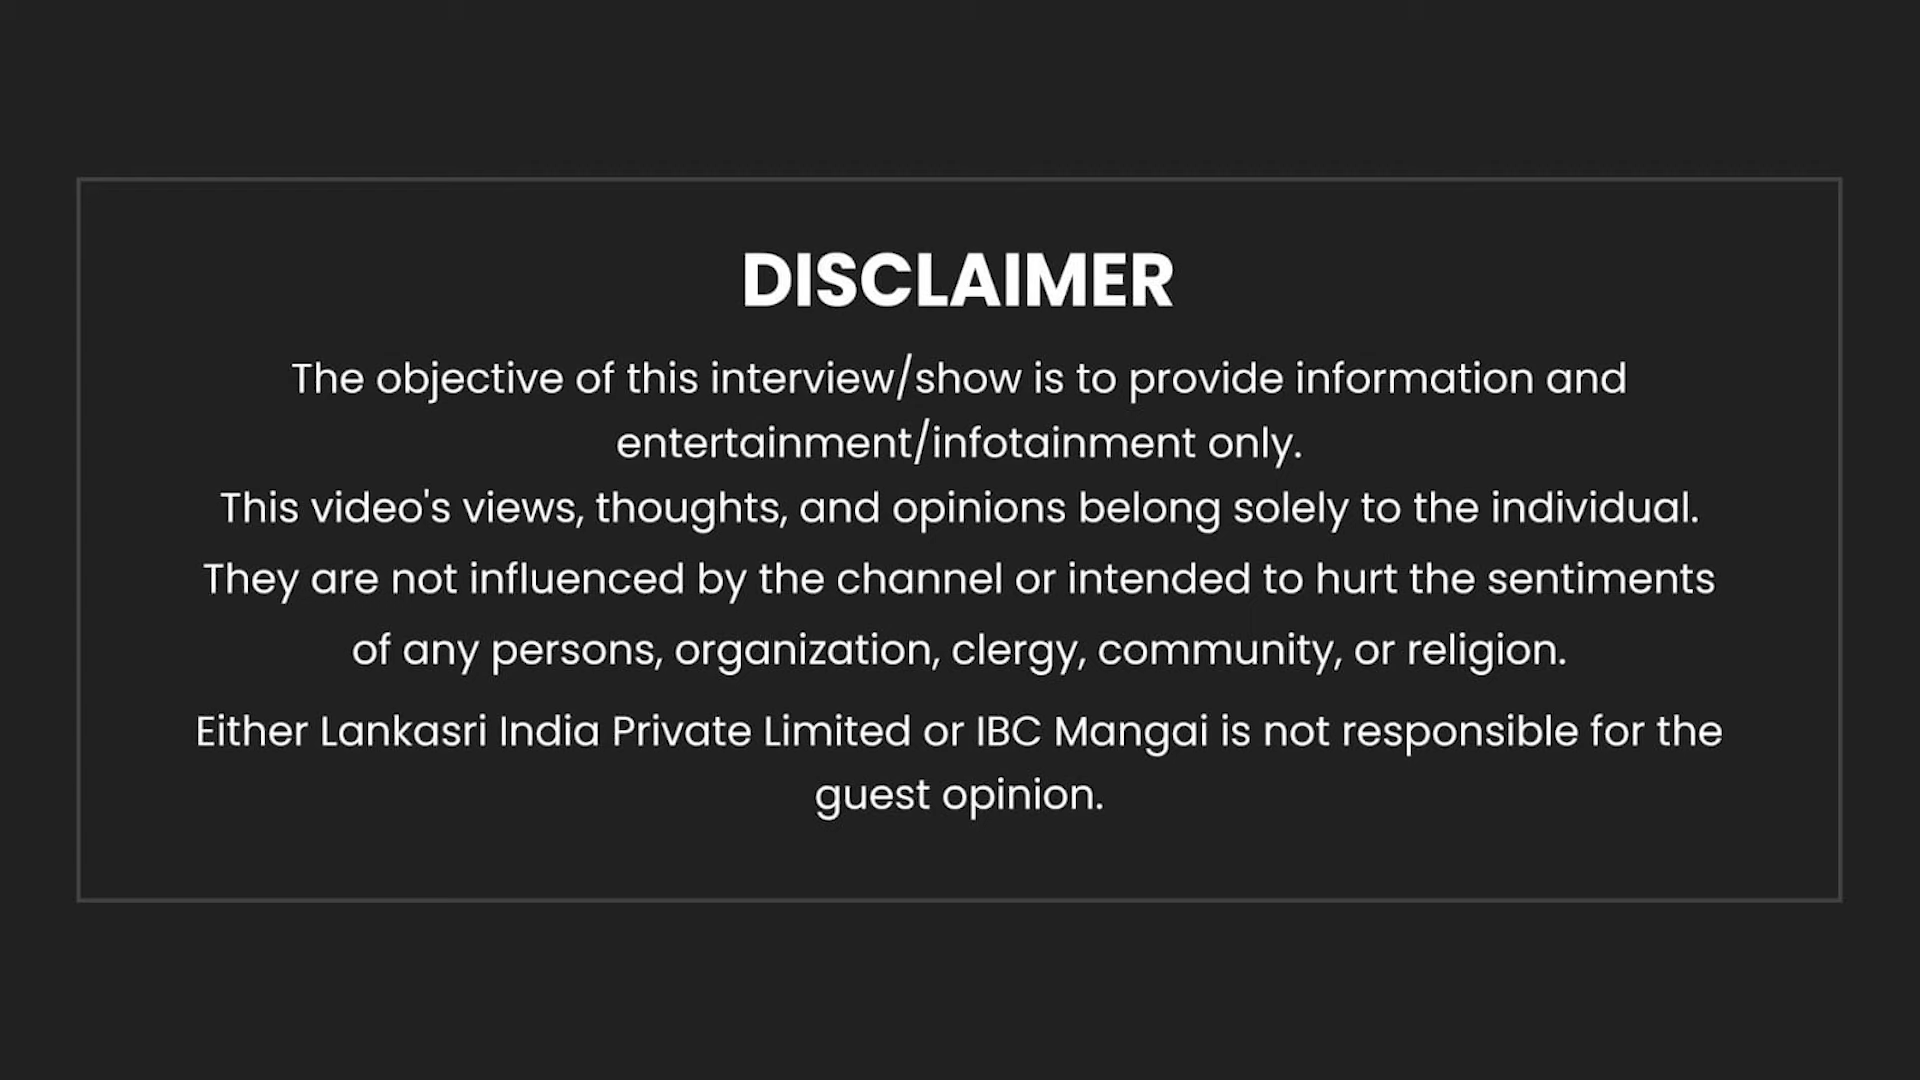 DISCLAIMER
The objective of this interview/show is to provide information and
entertainment/infotainment only.
This video's views, thoughts, and opinions belong solely to the individual.
They are not influenced by the channel or intended to hurt the sentiments
of any persons, organization, clergy, community, or religion.
Either Lankasri India Private Limited or IBC Mangai is not responsible for the
guest opinion.